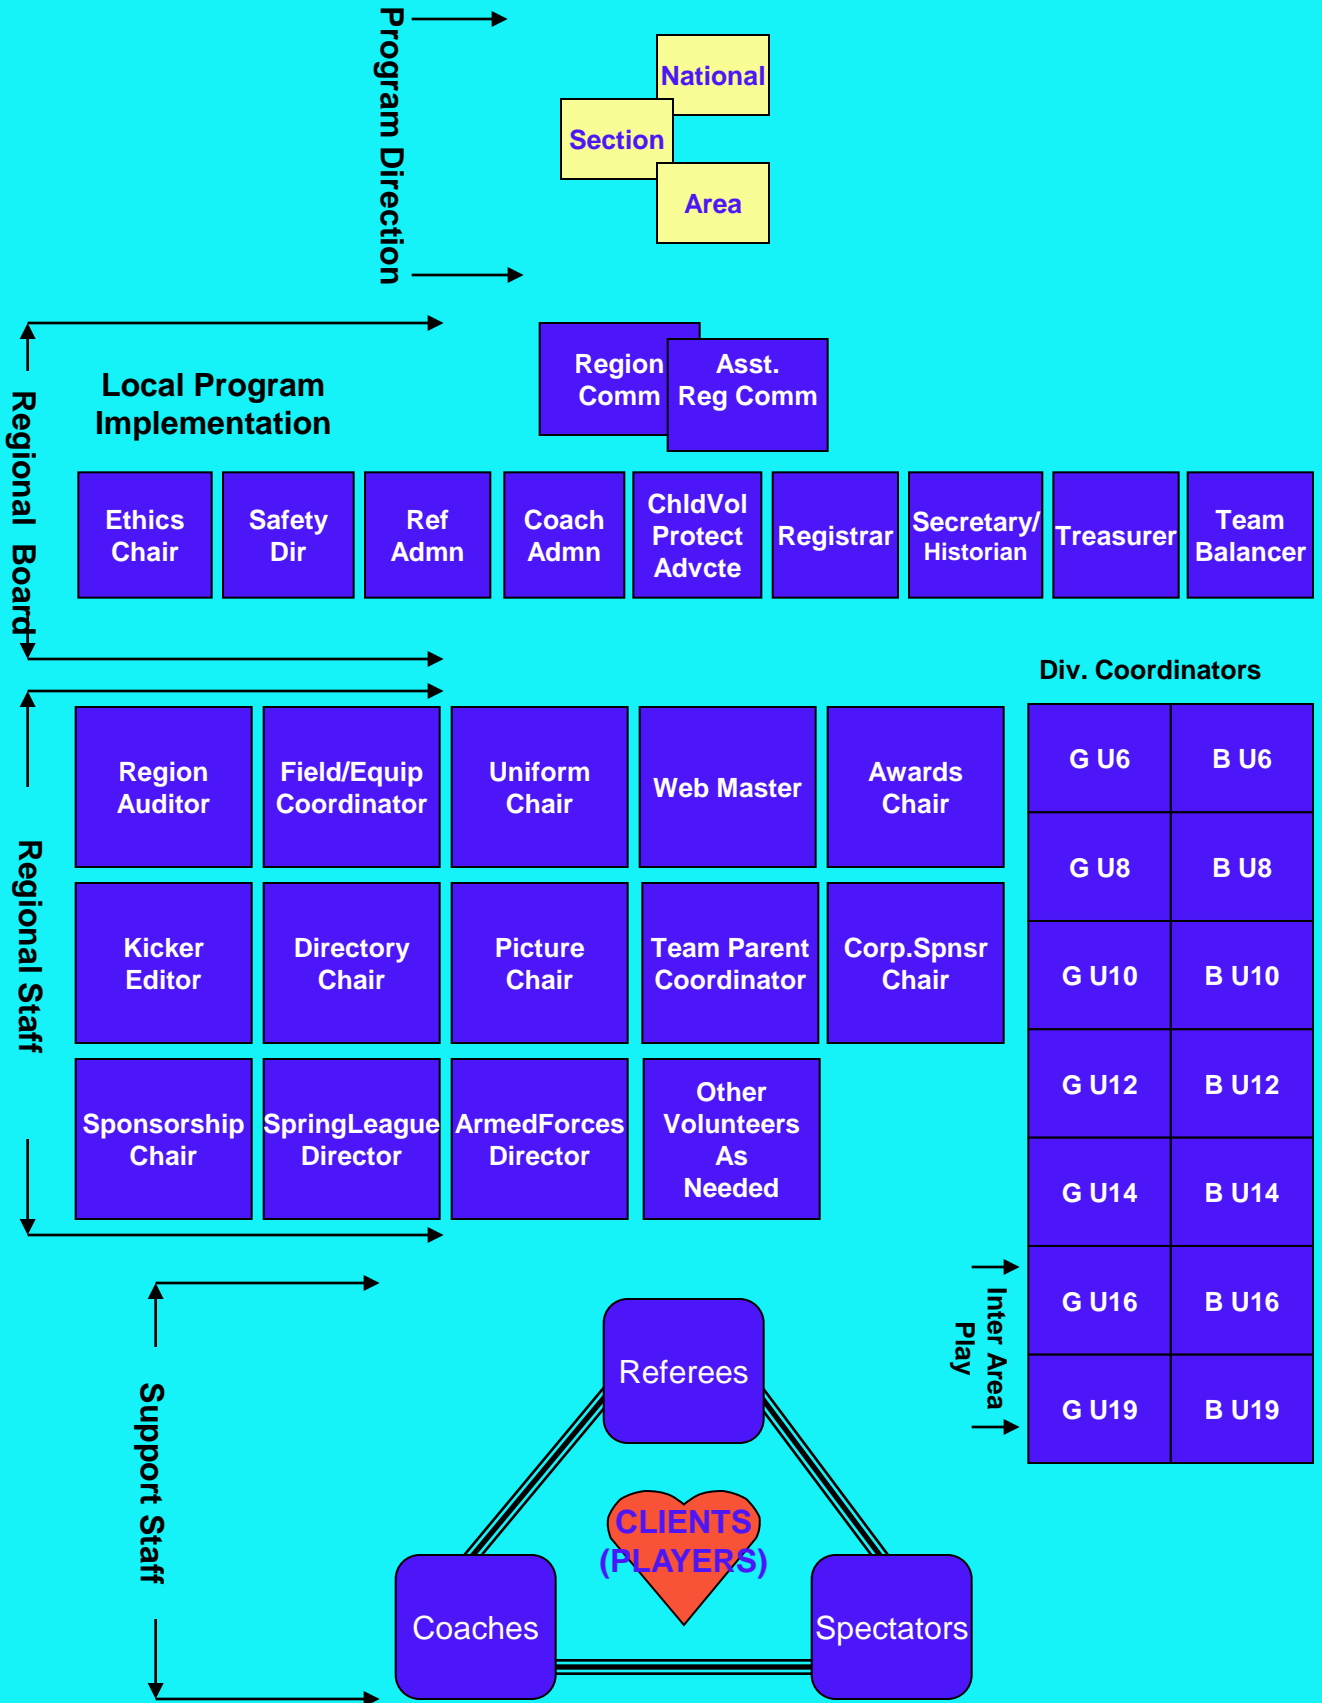 Program Direction
National
Section
Area
Regional Board
Local Program
Implementation
Region
Comm
Asst.
Reg Comm
Ethics
Chair
Safety
Dir
Ref
Admn
Coach
Admn
ChldVol
Protect
Advcte
Registrar
Secretary/
Historian
Treasurer
Team
Balancer
Regional Staff
Region
Auditor
Field/Equip
Coordinator
Uniform
Chair
Web Master
Awards
Chair
Kicker
Editor
Directory
Chair
Picture
Chair
Team Parent
Coordinator
Corp.Spnsr
Chair
Sponsorship
Chair
SpringLeague
Director
ArmedForces
Director
Other
Volunteers
As
Needed
Div. Coordinators
G U6
B U6
G U8
B U8
G U10
B U10
G U12
B U12
G U14
B U14
G U16
B U16
G U19
B U19
Inter Area
Play
Support Staff
Referees
CLIENTS
(PLAYERS)
Coaches
Spectators